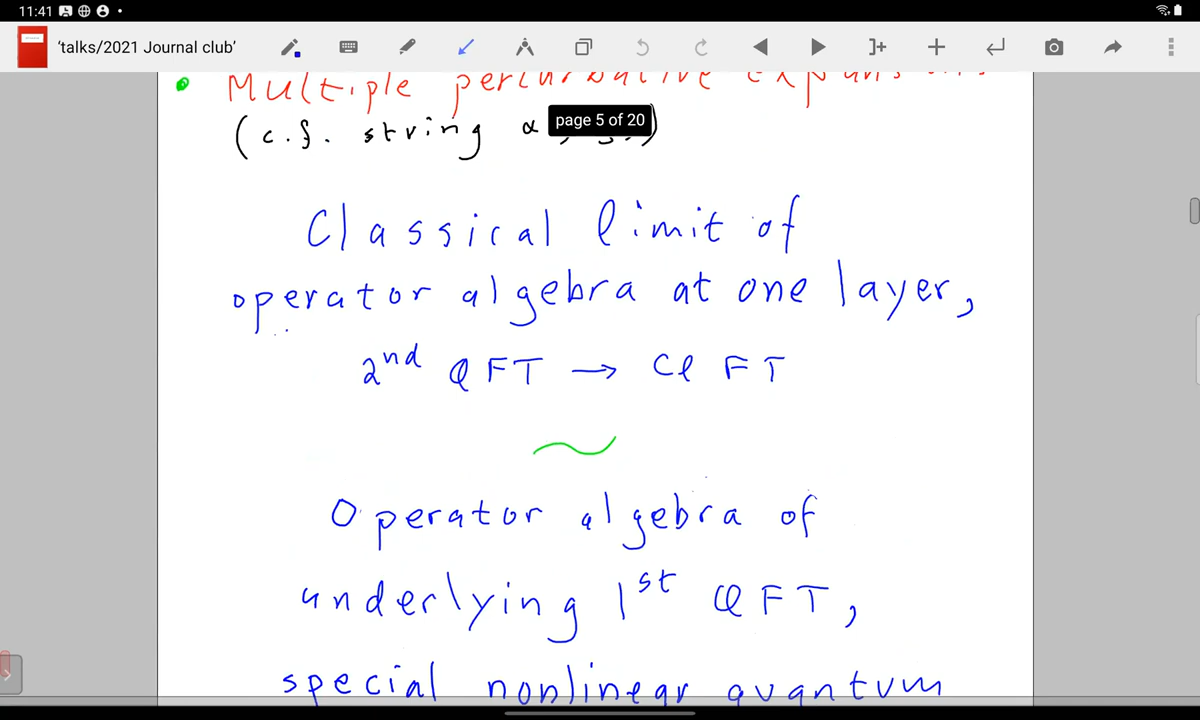 11:41
'talks/2021 Journal club'
Multiple perturbative
(c.f. string α
page 5 of 20
Classical limit of
operator algebra at one layer,
2nd QFT → Cl FT
Operator algebra of
underlying 1st QFT,
special nonlinear quantum